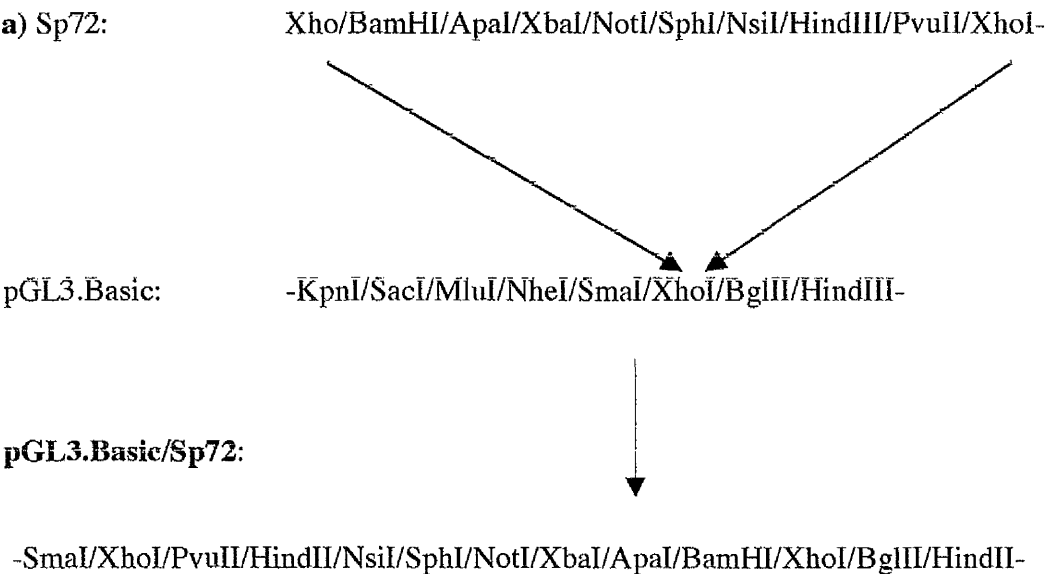 a) Sp72: Xho/BamHI/ApaI/XbaI/NotI/SphI/NsiI/HindIII/PvuII/XhoI-
pGL3.Basic: -KpnI/SacI/MluI/NheI/SmaI/XhoI/BglII/HindIII-
pGL3.Basic/Sp72:
-SmaI/XhoI/PvuII/HindII/NsiI/SphI/NotI/XbaI/ApaI/BamHI/XhoI/BglII/HindII-